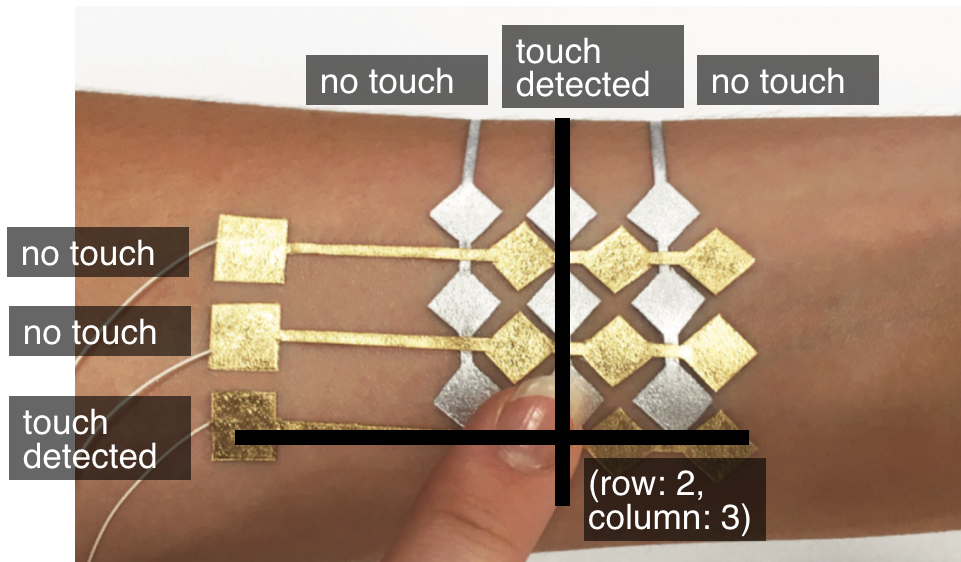 no touch
touch
detected
no touch
no touch
no touch
touch
detected
(row: 2,
column: 3)